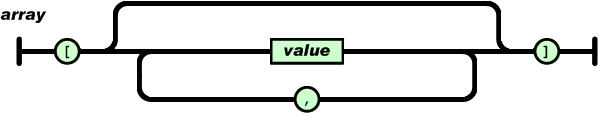 array
[ value ]
,